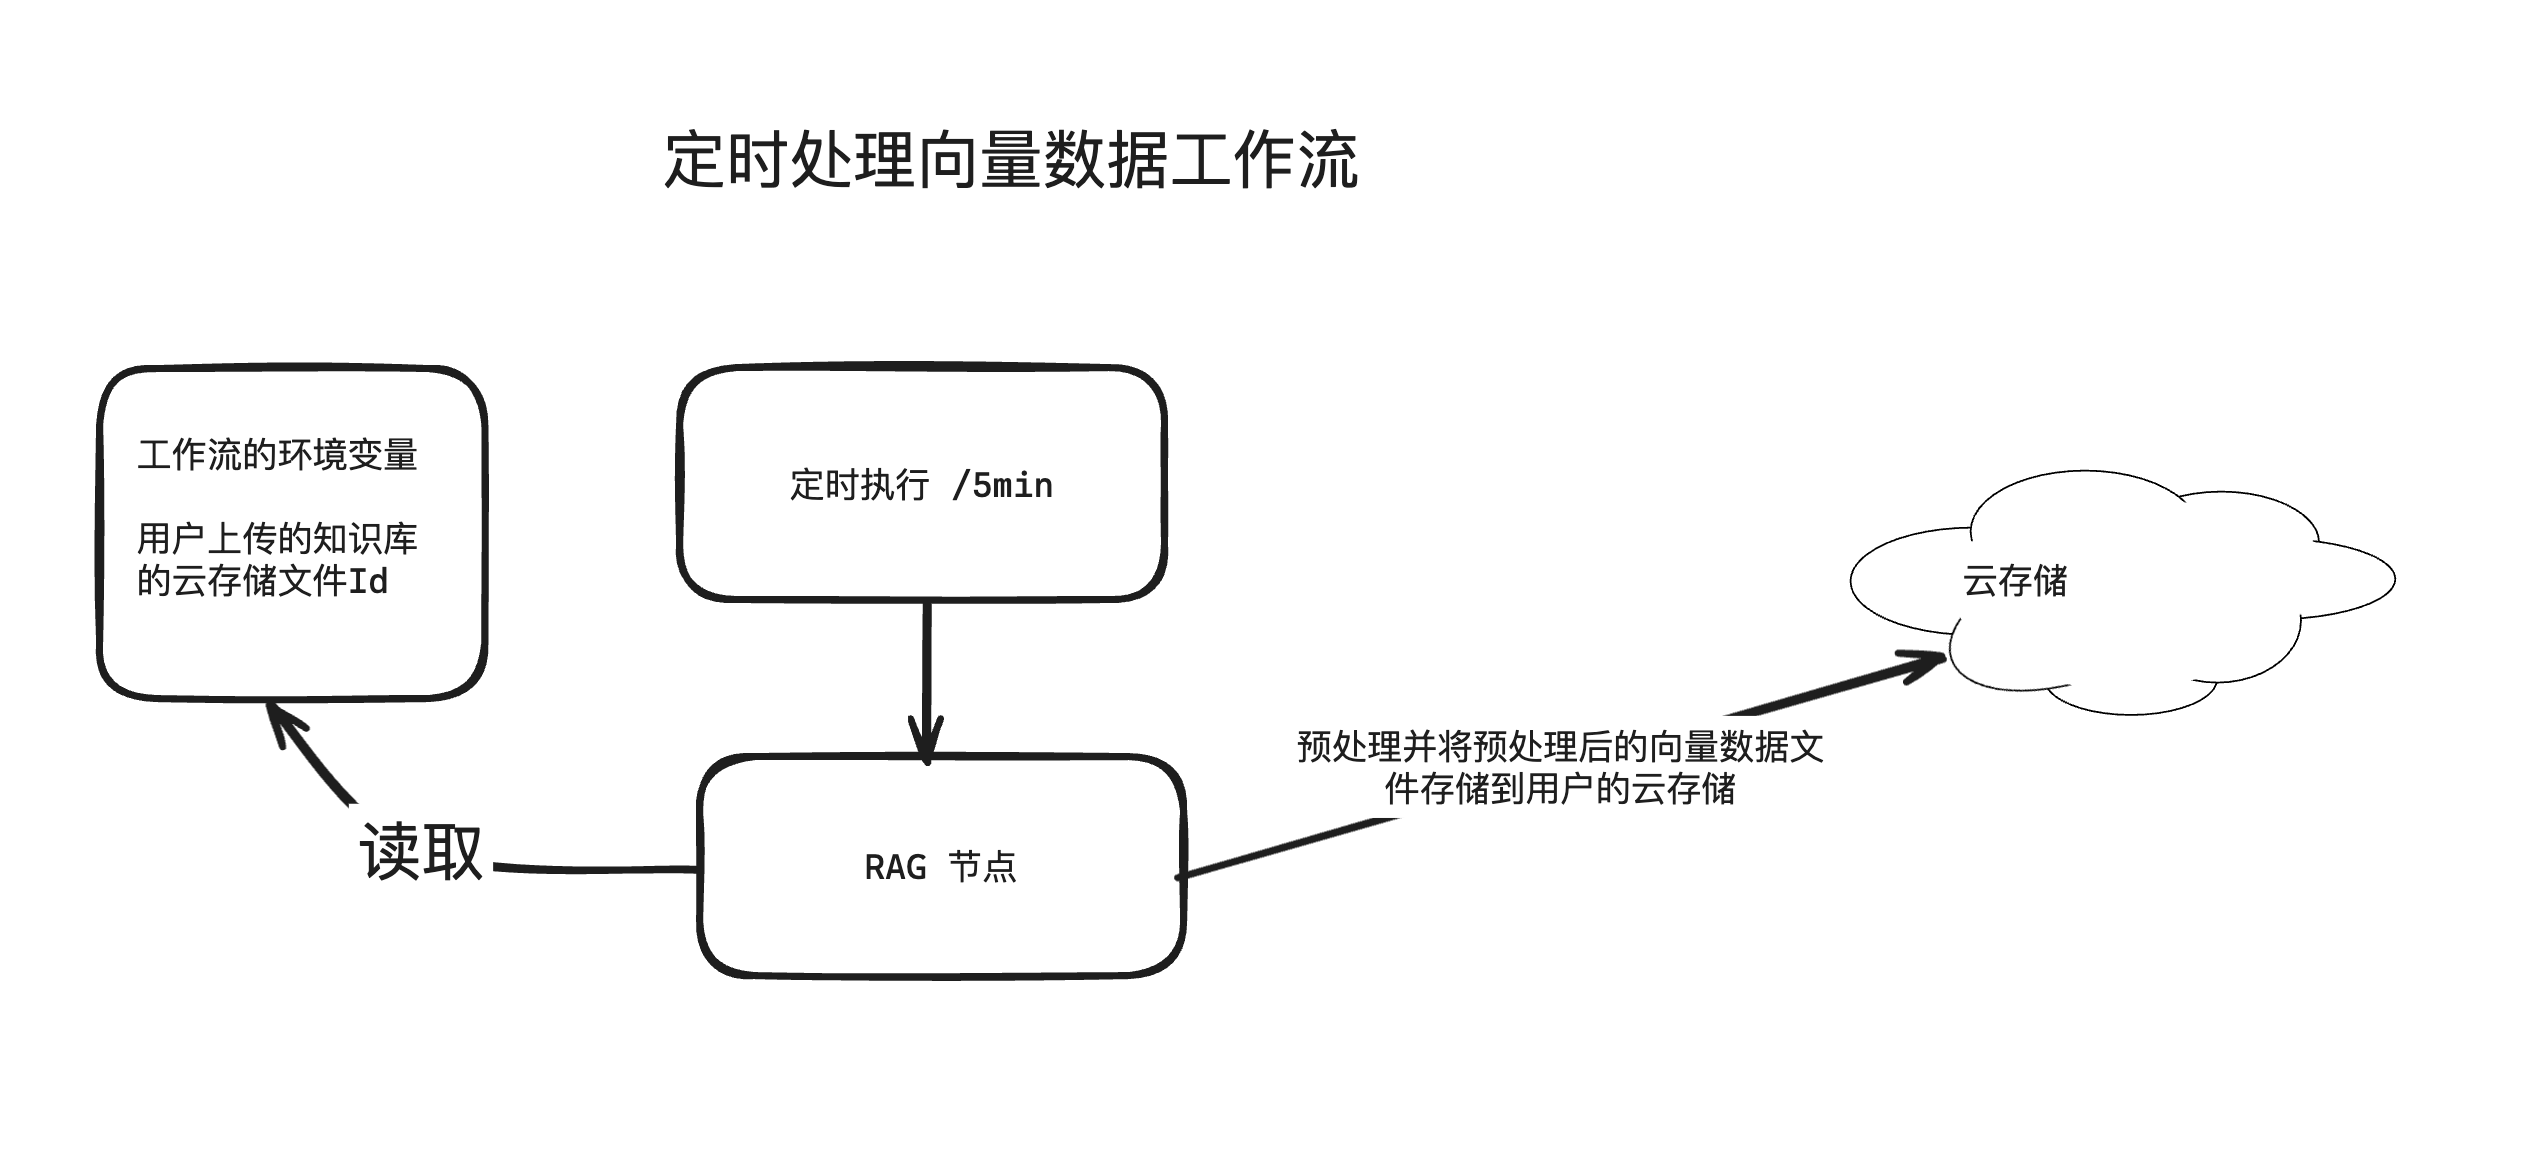 定时处理向量数据工作流
工作流的环境变量
用户上传的知识库
的云存储文件Id
定时执行 /5min
云存储
预处理并将预处理后的向量数据文
件存储到用户的云存储
读取
RAG 节点